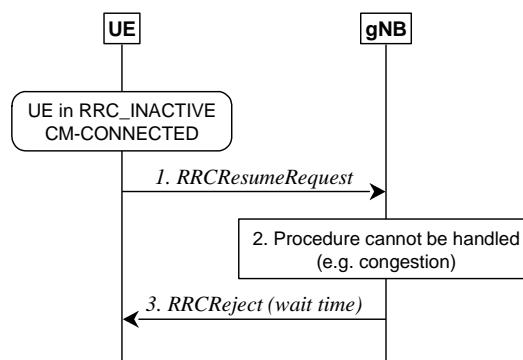 UE
gNB
UE in RRC_INACTIVE
CM-CONNECTED
1. RRCResumeRequest
2. Procedure cannot be handled
(e.g. congestion)
3. RRCReject (wait time)